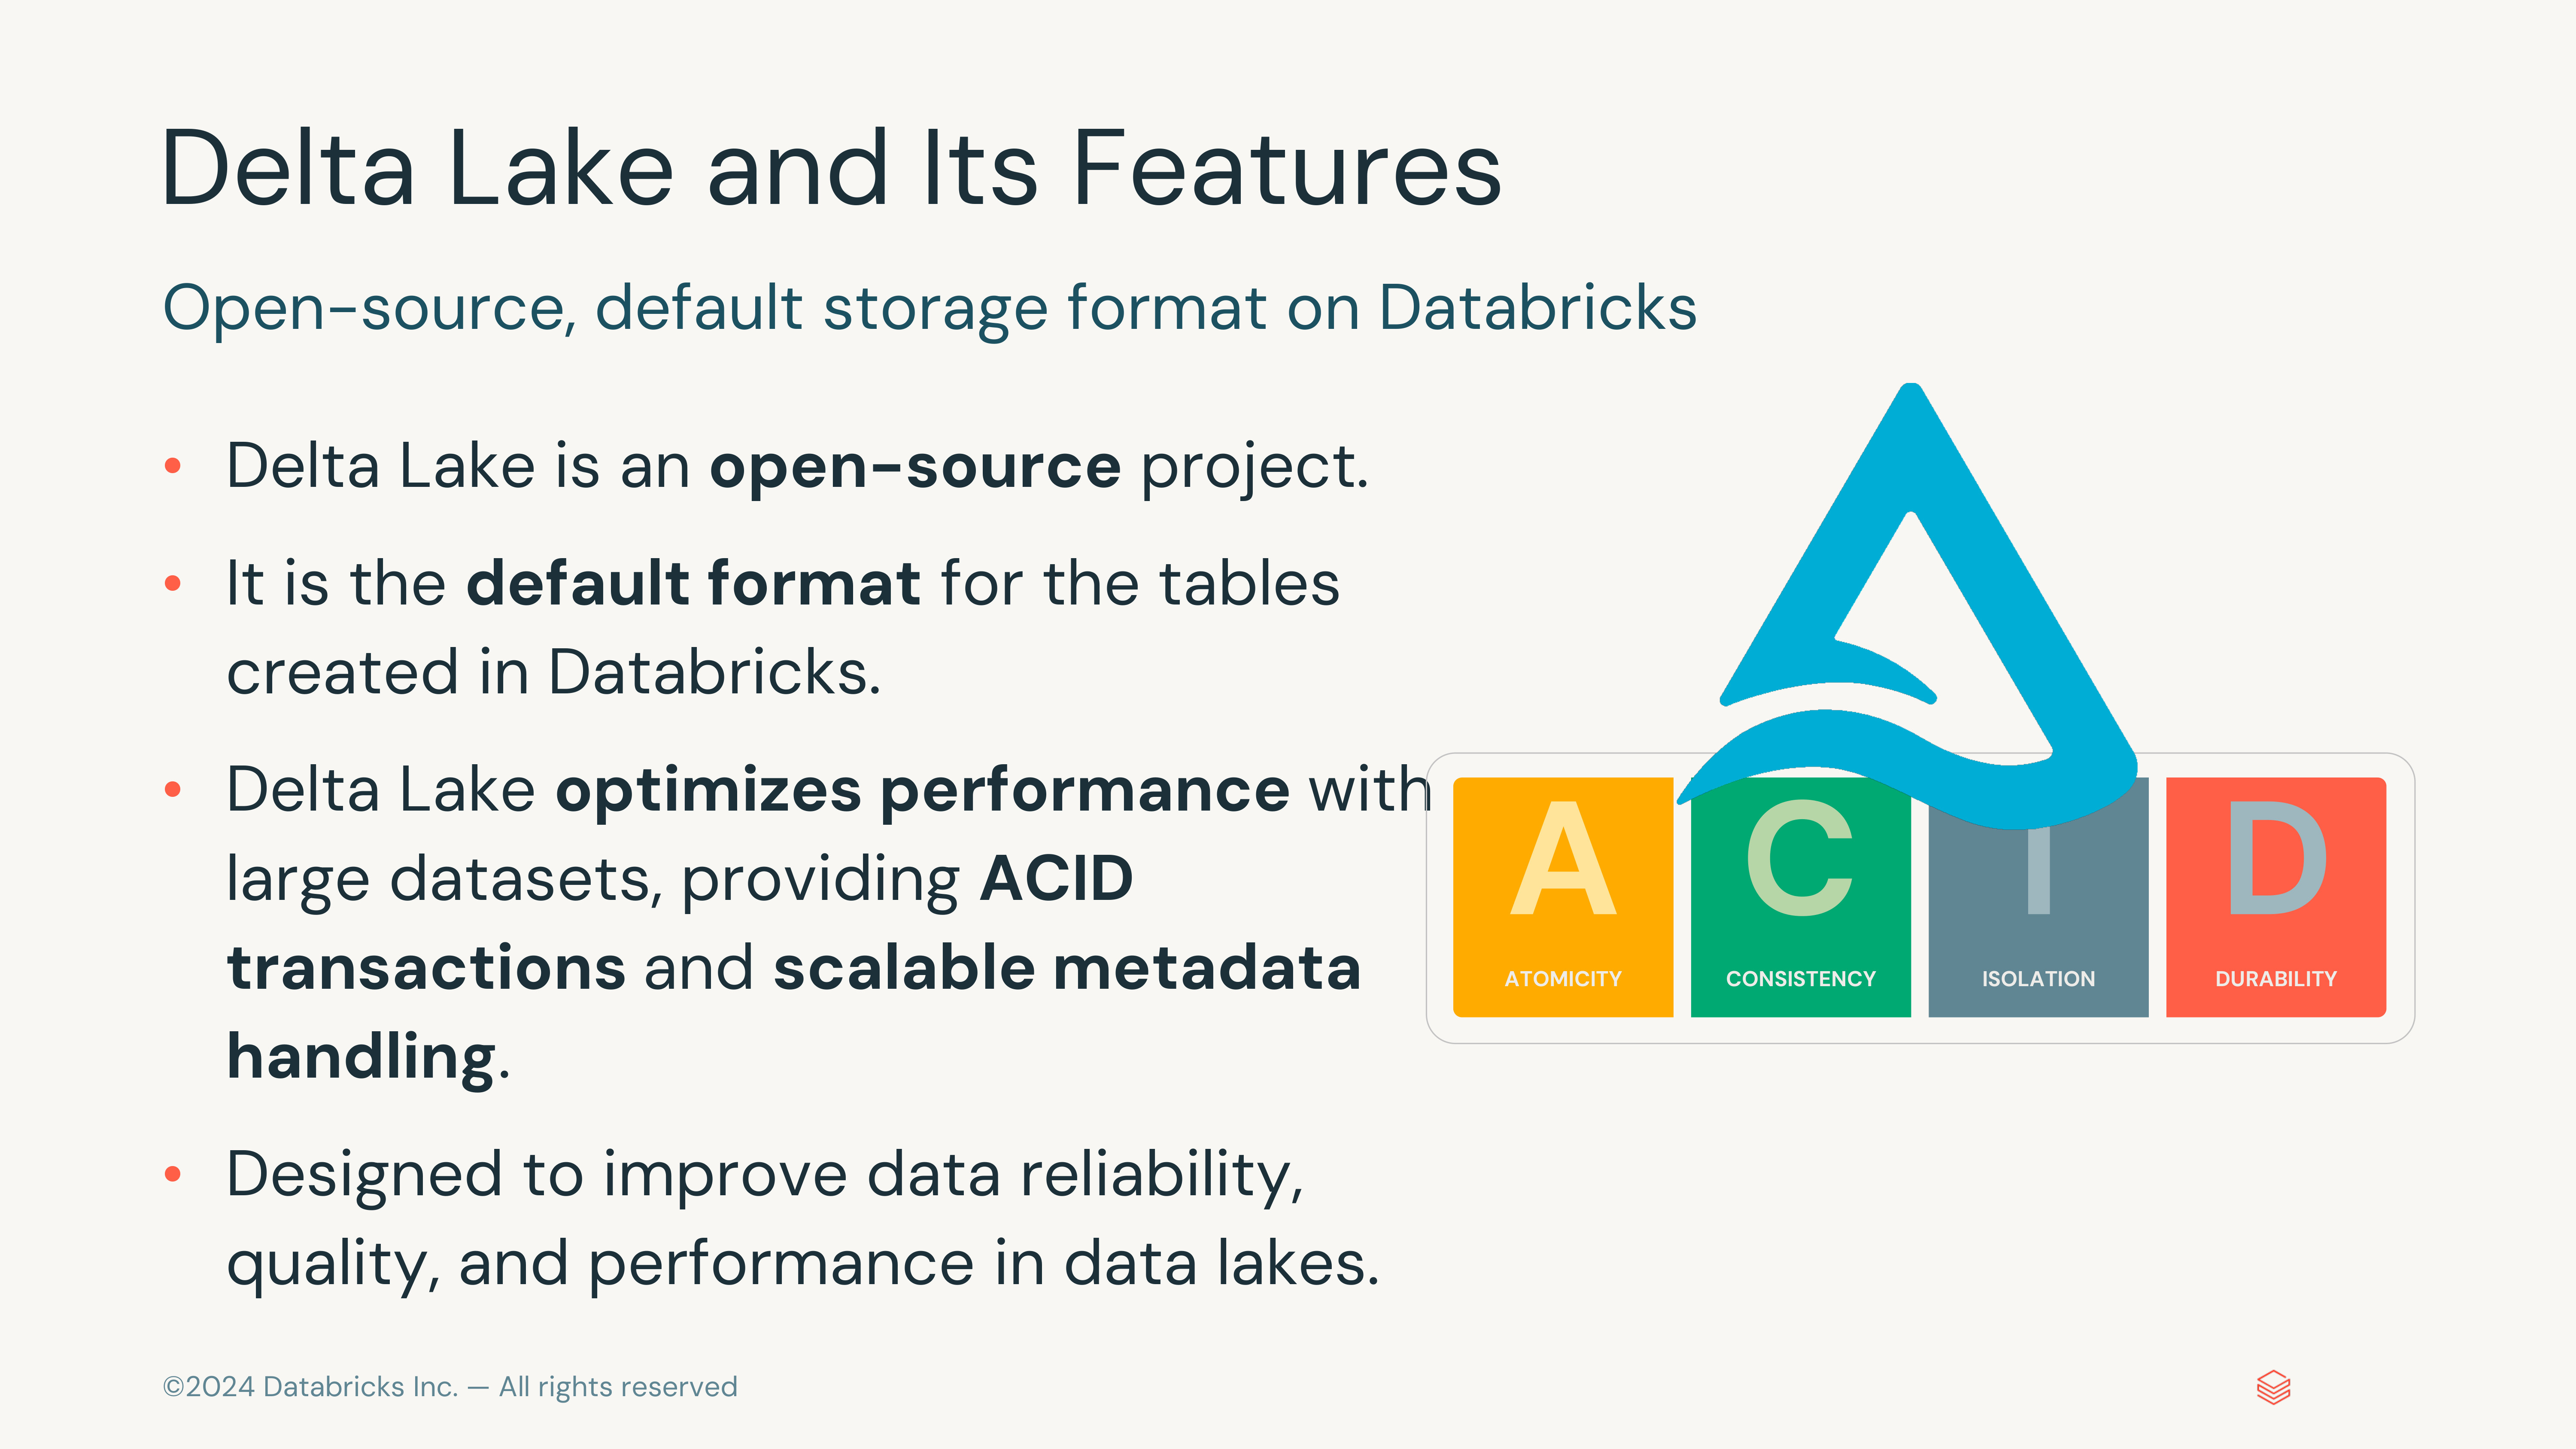 Delta Lake and Its Features
Open-source, default storage format on Databricks
• Delta Lake is an open-source project.
• It is the default format for the tables
created in Databricks.
• Delta Lake optimizes performance with
large datasets, providing ACID
transactions and scalable metadata
handling.
• Designed to improve data reliability,
quality, and performance in data lakes.
A C I D
ATOMICITY CONSISTENCY ISOLATION DURABILITY
©2024 Databricks Inc. — All rights reserved